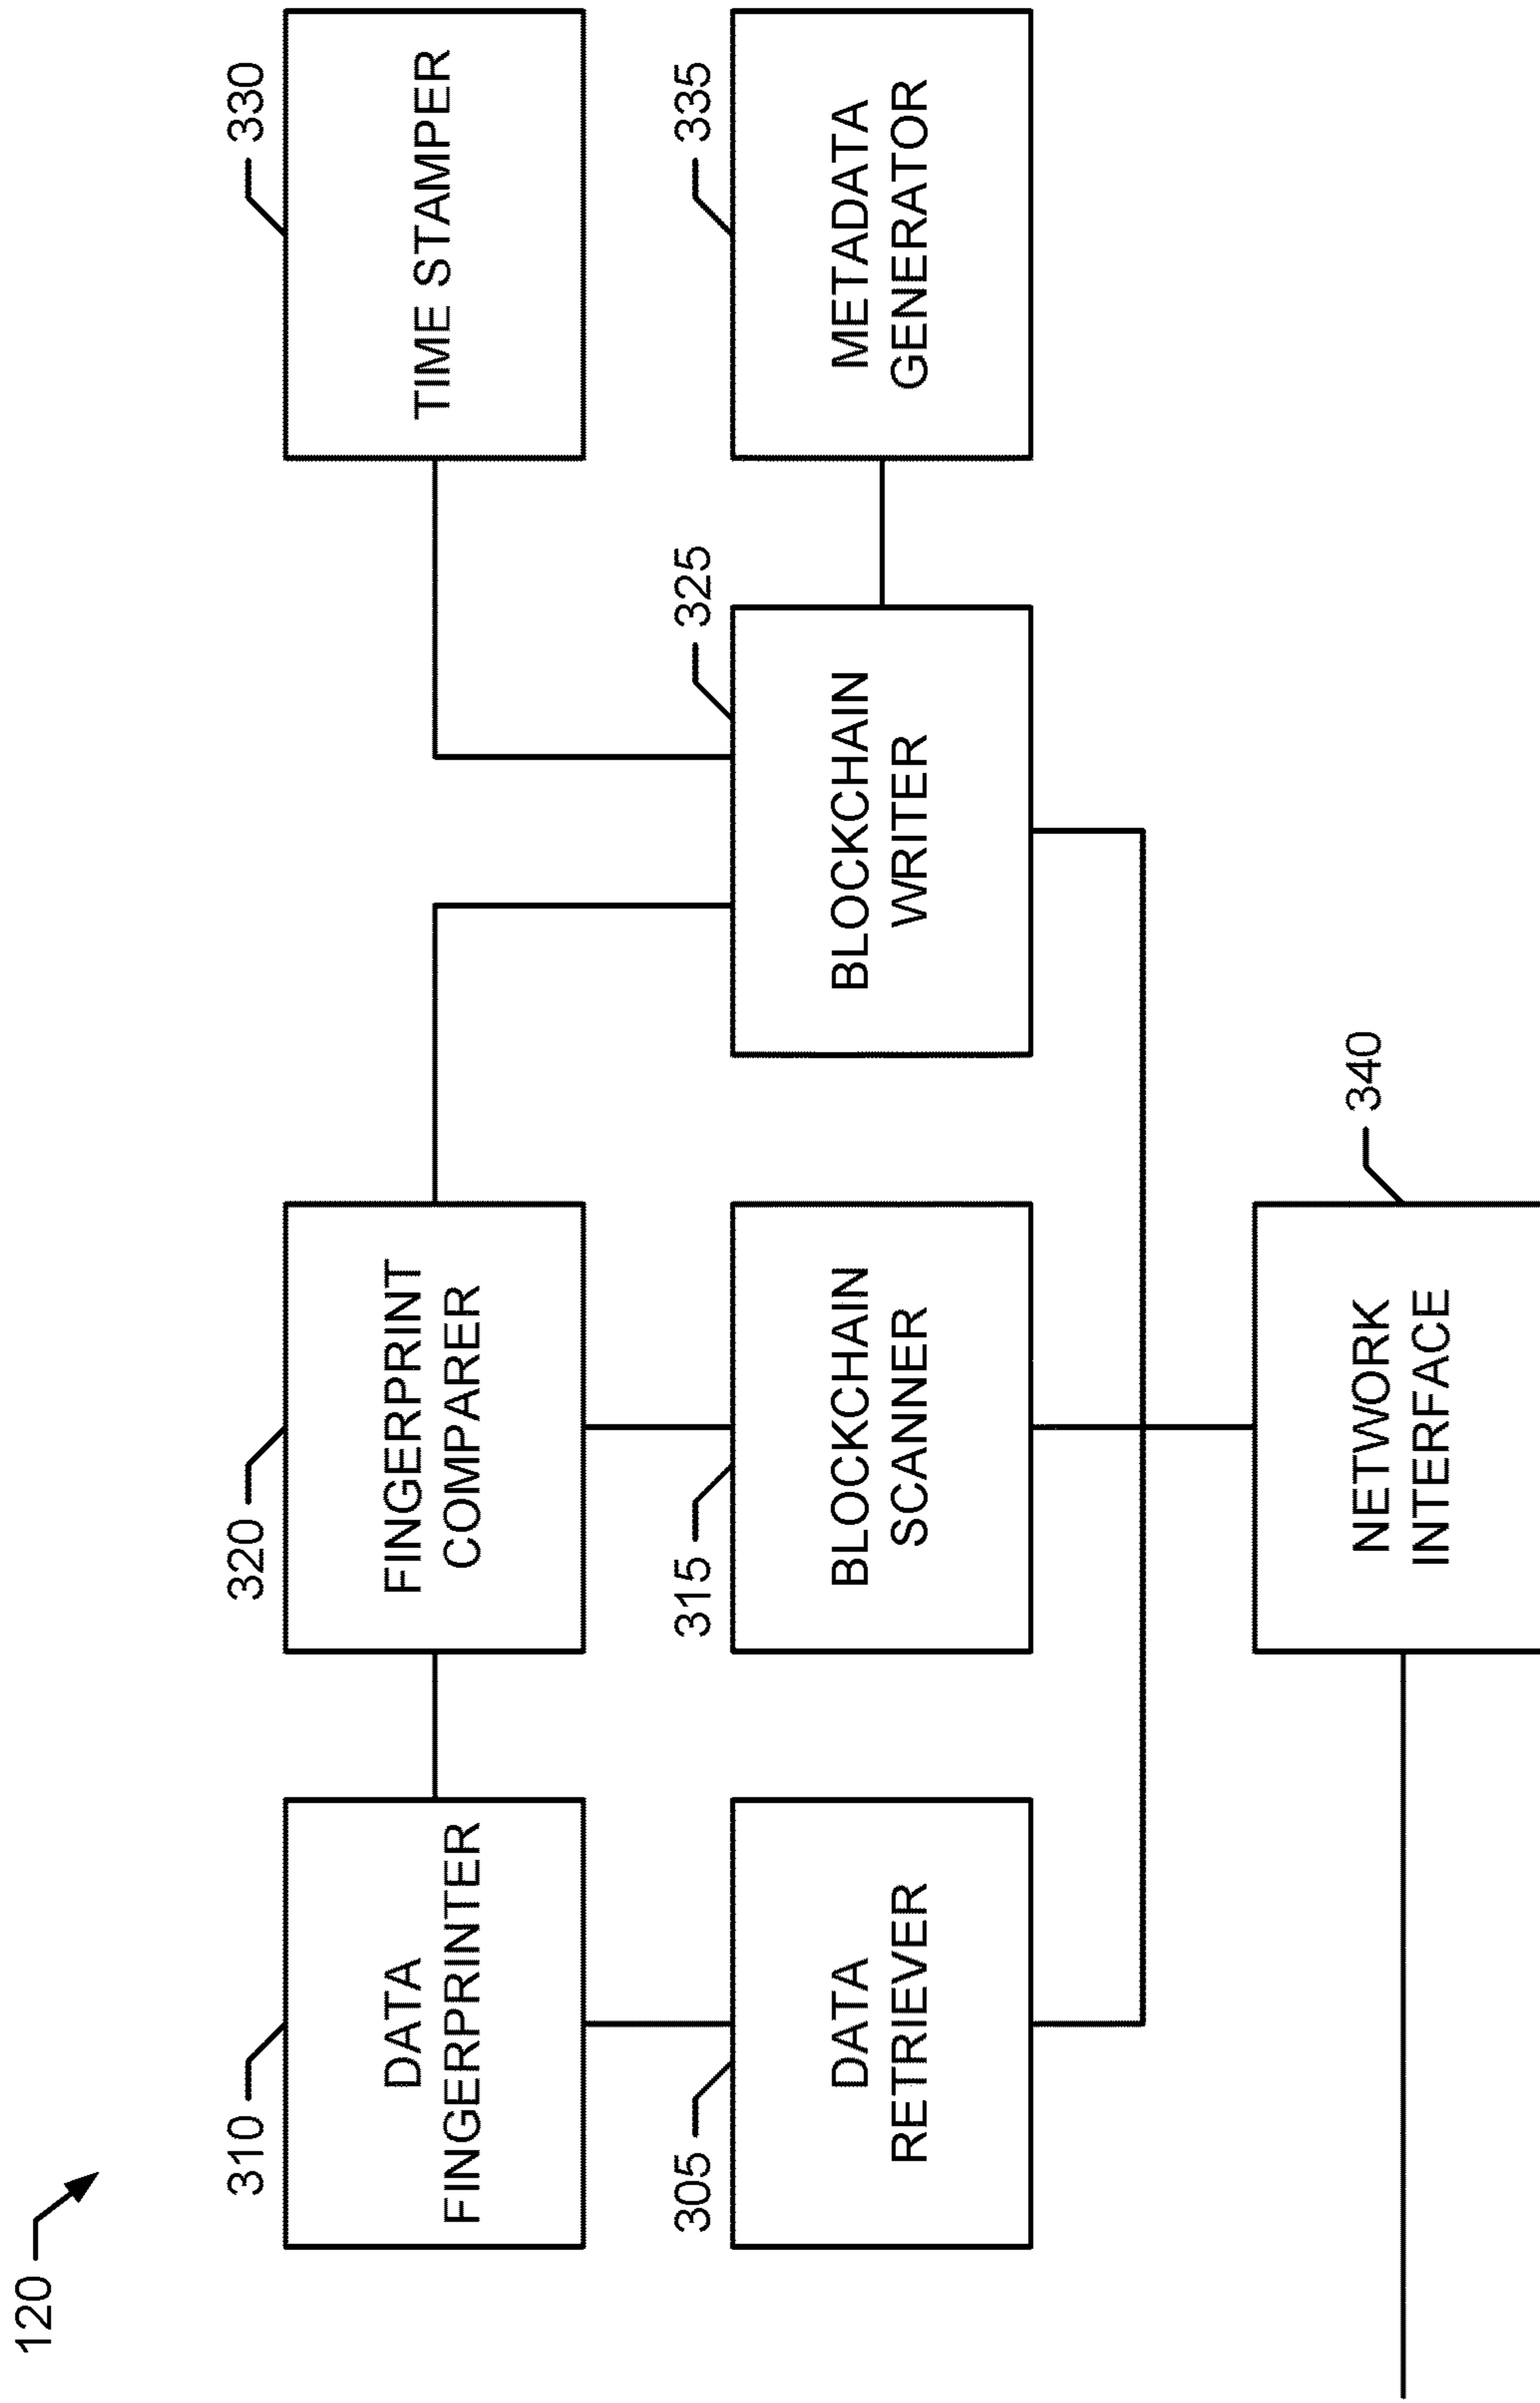 120
310
DATA
FINGERPRINTER
320
FINGERPRINT
COMPARER
330
TIME STAMPER
305
DATA
RETRIEVER
315
BLOCKCHAIN
SCANNER
325
BLOCKCHAIN
WRITER
335
METADATA
GENERATOR
340
NETWORK
INTERFACE